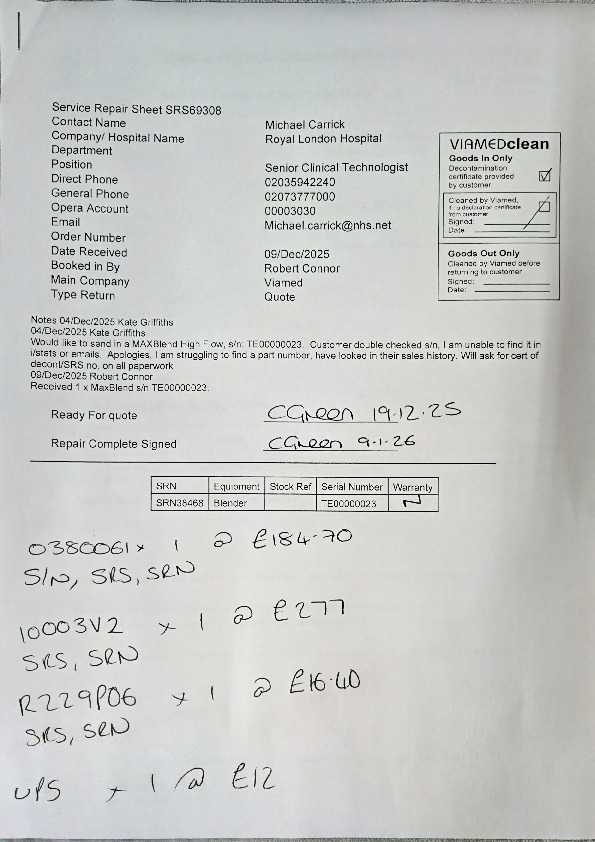 Service Repair Sheet SRS69308
Contact Name Michael Carrick
Company/ Hospital Name Royal London Hospital
Department
Position Senior Clinical Technologist
Direct Phone 02035942240
General Phone 02073777000
Opera Account 00003030
Email Michael.carrick@nhs.net
Order Number
Date Received 09/Dec/2025
Booked in By Robert Connor
Main Company Viamed
Type Return Quote
VIAMEDclean
Goods In Only
Decontamination
certificate provided
by customer
Cleaned by Viamed,
if no declaration certificate
from customer
Signed:
Date:
Goods Out Only
Cleaned by Viamed before
returning to customer
Signed:
Date:
Notes 04/Dec/2025 Kate Griffiths
04/Dec/2025 Kate Griffiths
Would like to send in a MAXBlend High Flow, s/n: TE00000023. Customer double checked s/n, I am unable to find it in
i/stats or emails. Apologies, I am struggling to find a part number, have looked in their sales history. Will ask for cert of
decont/SRS no. on all paperwork
09/Dec/2025 Robert Connor
Received 1 x MaxBlend s/n TE00000023.
Ready For quote CGreen 19.12.25
Repair Complete Signed CGreen 9.1.26
SRN Equipment Stock Ref Serial Number Warranty
SRN38468 Blender TE00000023 N
0380061 x 1 @ £184.70
S/N, SRS, SRN
10003V2 x 1 @ £277
SRS, SRN
R229P06 x 1 @ £16.40
SRS, SRN
UPS x 1 @ £12